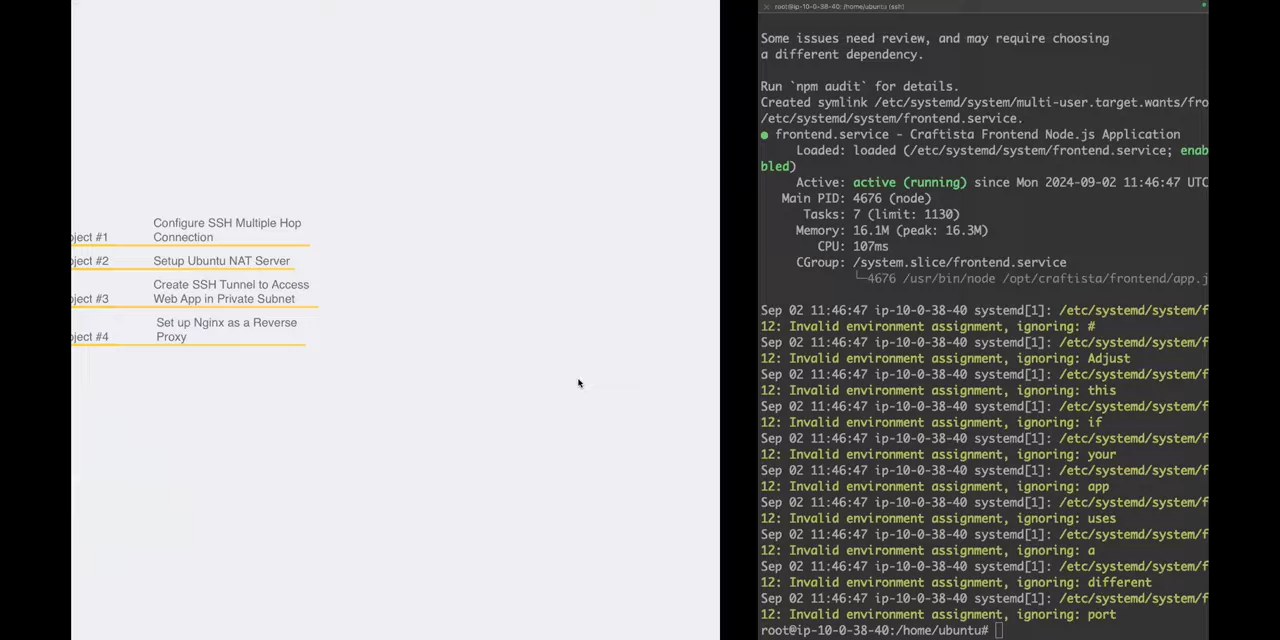 ject #1
Configure SSH Multiple Hop
Connection
ject #2
Setup Ubuntu NAT Server
ject #3
Create SSH Tunnel to Access
Web App in Private Subnet
ject #4
Set up Nginx as a Reverse
Proxy
root@ip-10-0-38-40: /home/ubuntu (ssh)
Some issues need review, and may require choosing
a different dependency.
Run `npm audit` for details.
Created symlink /etc/systemd/system/multi-user.target.wants/fro
/etc/systemd/system/frontend.service.
● frontend.service - Craftista Frontend Node.js Application
Loaded: loaded (/etc/systemd/system/frontend.service; enab
bled)
Active: active (running) since Mon 2024-09-02 11:46:47 UTC
Main PID: 4676 (node)
Tasks: 7 (limit: 1130)
Memory: 16.1M (peak: 16.3M)
CPU: 107ms
CGroup: /system.slice/frontend.service
└─4676 /usr/bin/node /opt/craftista/frontend/app.j
Sep 02 11:46:47 ip-10-0-38-40 systemd[1]: /etc/systemd/system/f
12: Invalid environment assignment, ignoring: #
Sep 02 11:46:47 ip-10-0-38-40 systemd[1]: /etc/systemd/system/f
12: Invalid environment assignment, ignoring: Adjust
Sep 02 11:46:47 ip-10-0-38-40 systemd[1]: /etc/systemd/system/f
12: Invalid environment assignment, ignoring: this
Sep 02 11:46:47 ip-10-0-38-40 systemd[1]: /etc/systemd/system/f
12: Invalid environment assignment, ignoring: if
Sep 02 11:46:47 ip-10-0-38-40 systemd[1]: /etc/systemd/system/f
12: Invalid environment assignment, ignoring: your
Sep 02 11:46:47 ip-10-0-38-40 systemd[1]: /etc/systemd/system/f
12: Invalid environment assignment, ignoring: app
Sep 02 11:46:47 ip-10-0-38-40 systemd[1]: /etc/systemd/system/f
12: Invalid environment assignment, ignoring: uses
Sep 02 11:46:47 ip-10-0-38-40 systemd[1]: /etc/systemd/system/f
12: Invalid environment assignment, ignoring: a
Sep 02 11:46:47 ip-10-0-38-40 systemd[1]: /etc/systemd/system/f
12: Invalid environment assignment, ignoring: different
Sep 02 11:46:47 ip-10-0-38-40 systemd[1]: /etc/systemd/system/f
12: Invalid environment assignment, ignoring: port
root@ip-10-0-38-40:/home/ubuntu#